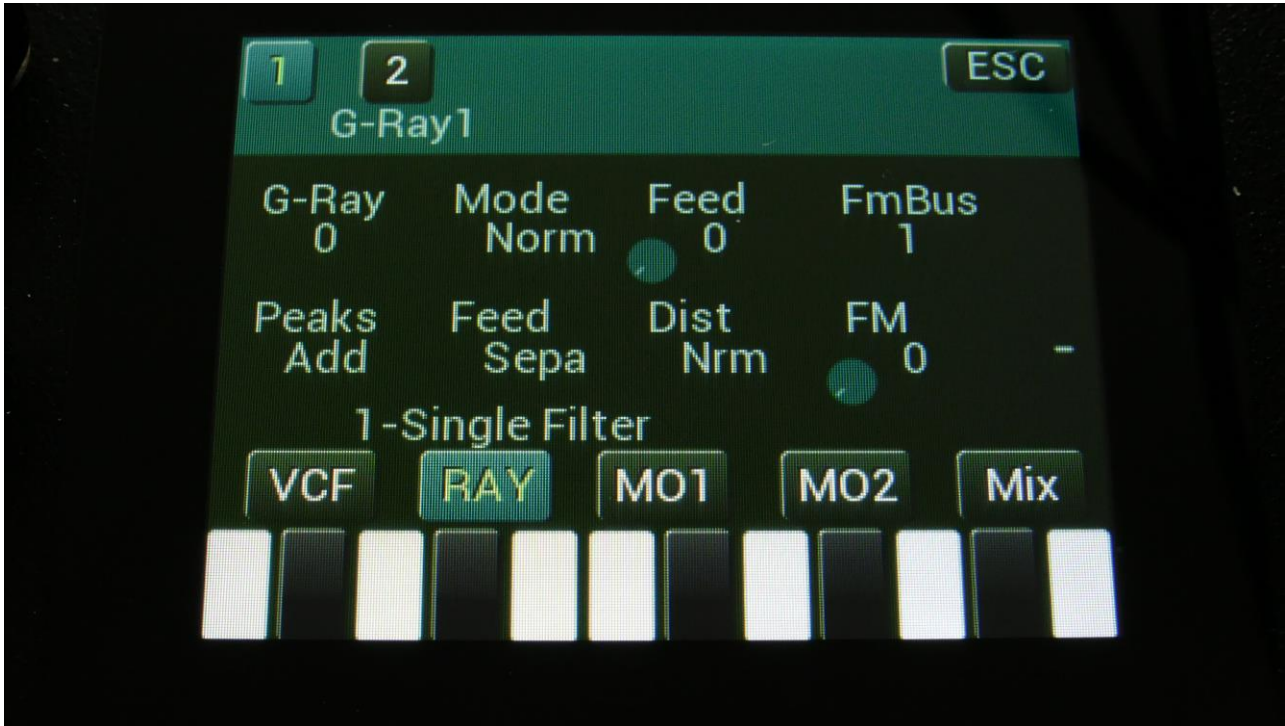 1 2 ESC
G-Ray1
G-Ray Mode Feed FmBus
0 Norm 0 1
Peaks Feed Dist FM
Add Sepa Nrm 0 -
1-Single Filter
VCF RAY MO1 MO2 Mix